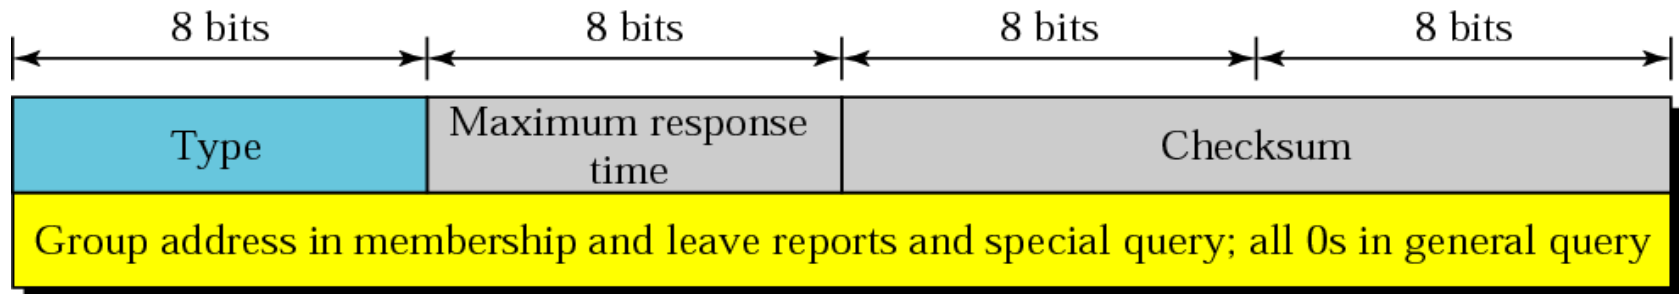 8 bits 8 bits 8 bits 8 bits
Type
Maximum response
time
Checksum
Group address in membership and leave reports and special query; all 0s in general query